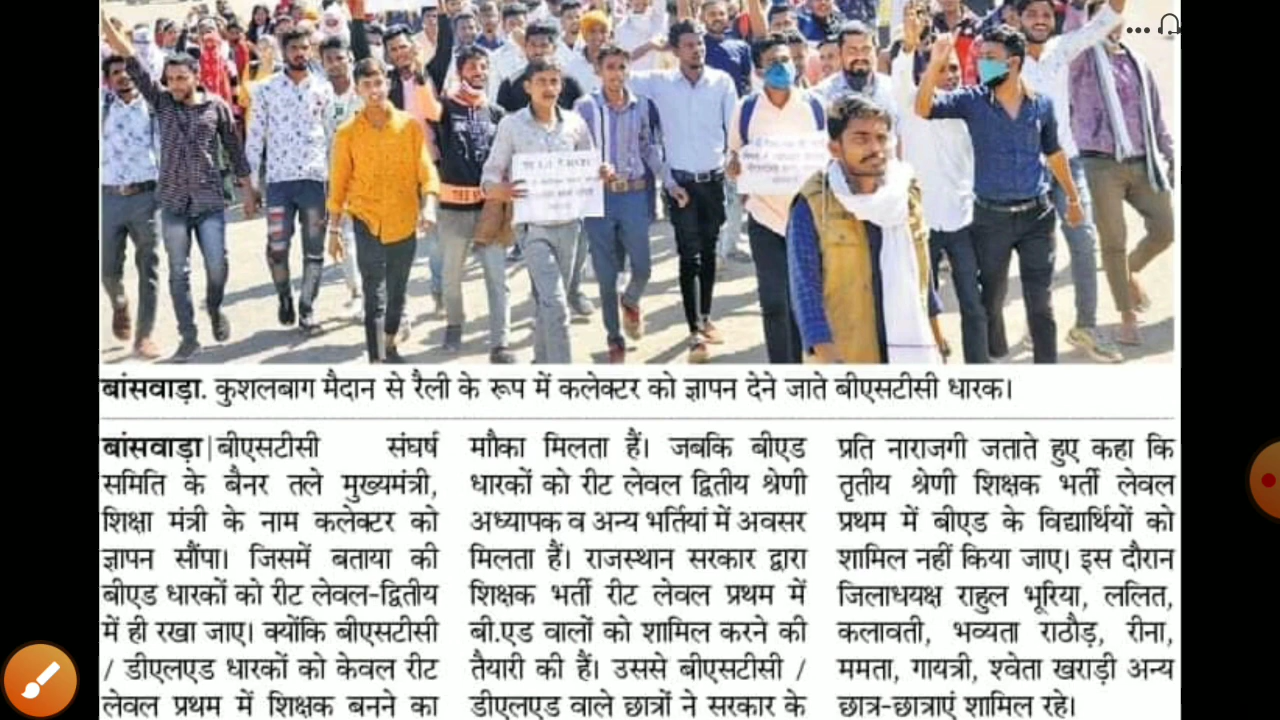 बांसवाड़ा. कुशलबाग मैदान से रैली के रूप में कलेक्टर को ज्ञापन देने जाते बीएसटीसी धारक।
बांसवाड़ा|बीएसटीसी संघर्ष
समिति के बैनर तले मुख्यमंत्री,
शिक्षा मंत्री के नाम कलेक्टर को
ज्ञापन सौंपा। जिसमें बताया की
बीएड धारकों को रीट लेवल-द्वितीय
में ही रखा जाए। क्योंकि बीएसटीसी
/ डीएलएड धारकों को केवल रीट
लेवल प्रथम में शिक्षक बनने का
माौका मिलता हैं। जबकि बीएड
धारकों को रीट लेवल द्वितीय श्रेणी
अध्यापक व अन्य भर्तियां में अवसर
मिलता हैं। राजस्थान सरकार द्वारा
शिक्षक भर्ती रीट लेवल प्रथम में
बी.एड वालों को शामिल करने की
तैयारी की हैं। उससे बीएसटीसी /
डीएलएड वाले छात्रों ने सरकार के
प्रति नाराजगी जताते हुए कहा कि
तृतीय श्रेणी शिक्षक भर्ती लेवल
प्रथम में बीएड के विद्यार्थियों को
शामिल नहीं किया जाए। इस दौरान
जिलाधयक्ष राहुल भूरिया, ललित,
कलावती, भव्यता राठौड़, रीना,
ममता, गायत्री, श्वेता खराड़ी अन्य
छात्र-छात्राएं शामिल रहे।